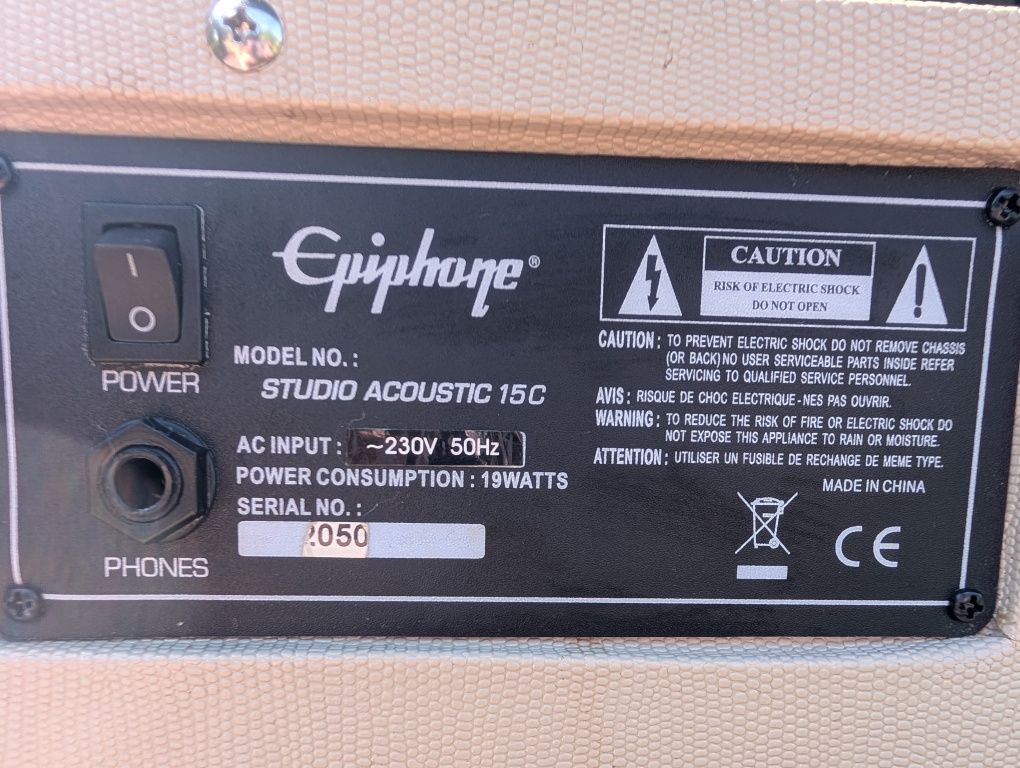 Epiphone®
CAUTION
RISK OF ELECTRIC SHOCK
DO NOT OPEN
POWER
MODEL NO. :
STUDIO ACOUSTIC 15C
AC INPUT : ~230V 50Hz
POWER CONSUMPTION : 19WATTS
SERIAL NO. :
2050
PHONES
CAUTION : TO PREVENT ELECTRIC SHOCK DO NOT REMOVE CHASSIS
(OR BACK) NO USER SERVICEABLE PARTS INSIDE REFER
SERVICING TO QUALIFIED SERVICE PERSONNEL.
AVIS : RISQUE DE CHOC ELECTRIQUE - NES PAS OUVRIR.
WARNING : TO REDUCE THE RISK OF FIRE OR ELECTRIC SHOCK DO
NOT EXPOSE THIS APPLIANCE TO RAIN OR MOISTURE.
ATTENTION : UTILISER UN FUSIBLE DE RECHANGE DE MEME TYPE.
MADE IN CHINA
CE